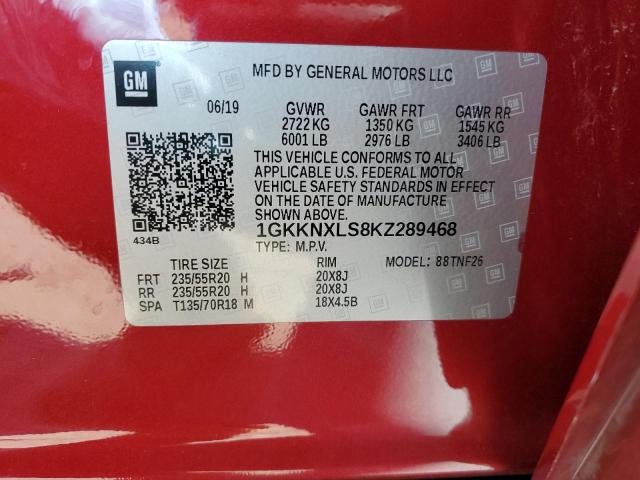 GM
MFD BY GENERAL MOTORS LLC
06/19 GVWR GAWR FRT GAWR RR
2722 KG 1350 KG 1545 KG
6001 LB 2976 LB 3406 LB
THIS VEHICLE CONFORMS TO ALL
APPLICABLE U.S. FEDERAL MOTOR
VEHICLE SAFETY STANDARDS IN EFFECT
ON THE DATE OF MANUFACTURE
SHOWN ABOVE.
434B
1GKKNXLS8KZ289468
TYPE: M.P.V.
TIRE SIZE RIM MODEL: 88TNF26
FRT 235/55R20 H 20X8J
RR 235/55R20 H 20X8J
SPA T135/70R18 M 18X4.5B